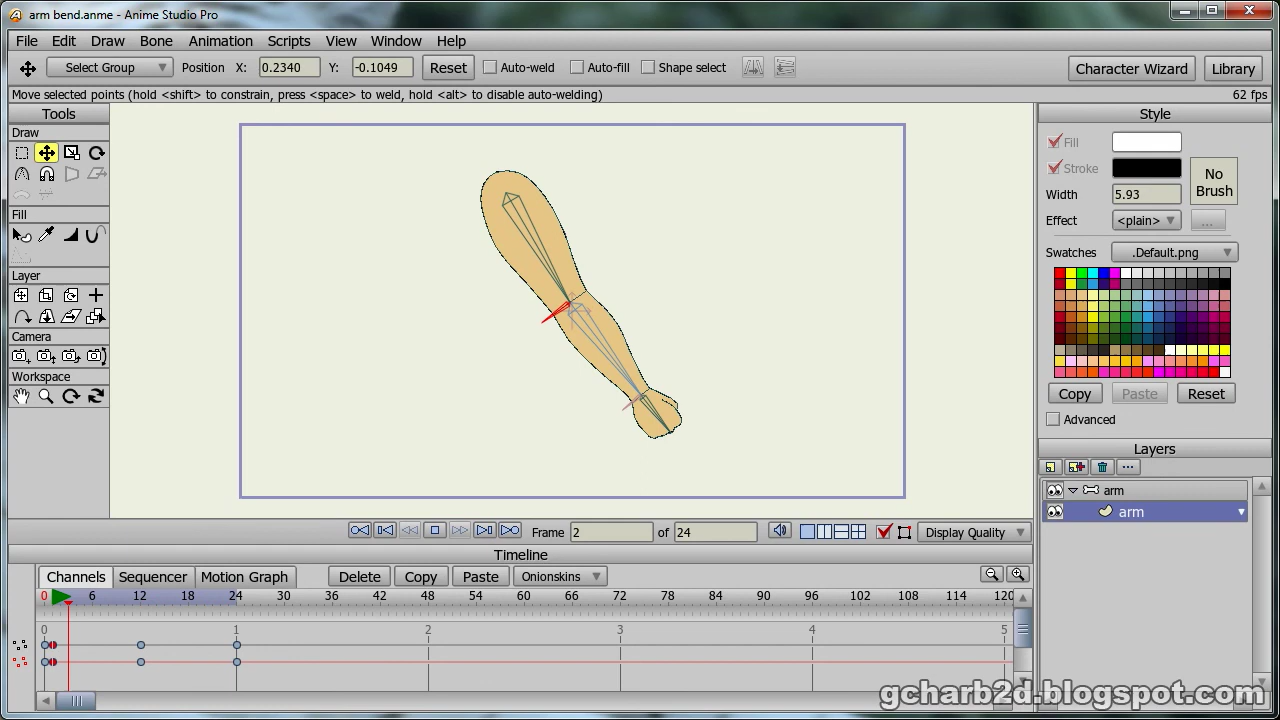 arm bend.anme - Anime Studio Pro
File Edit Draw Bone Animation Scripts View Window Help
Select Group Position X: 0.2340 Y: -0.1049 Reset Auto-weld Auto-fill Shape select Character Wizard Library
Move selected points (hold <shift> to constrain, press <space> to weld, hold <alt> to disable auto-welding) 62 fps
Tools
Draw
Fill
Layer
Camera
Workspace
Style
Fill
Stroke
No
Brush
Width 5.93
Effect <plain> ...
Swatches .Default.png
Copy Paste Reset
Advanced
Layers
arm
arm
Frame 2 of 24 Display Quality
Timeline
Channels Sequencer Motion Graph Delete Copy Paste Onionskins
0 6 12 18 24 30 36 42 48 54 60 66 72 78 84 90 96 102 108 114 120
0 1 2 3 4 5
gcharb2d.blogspot.com